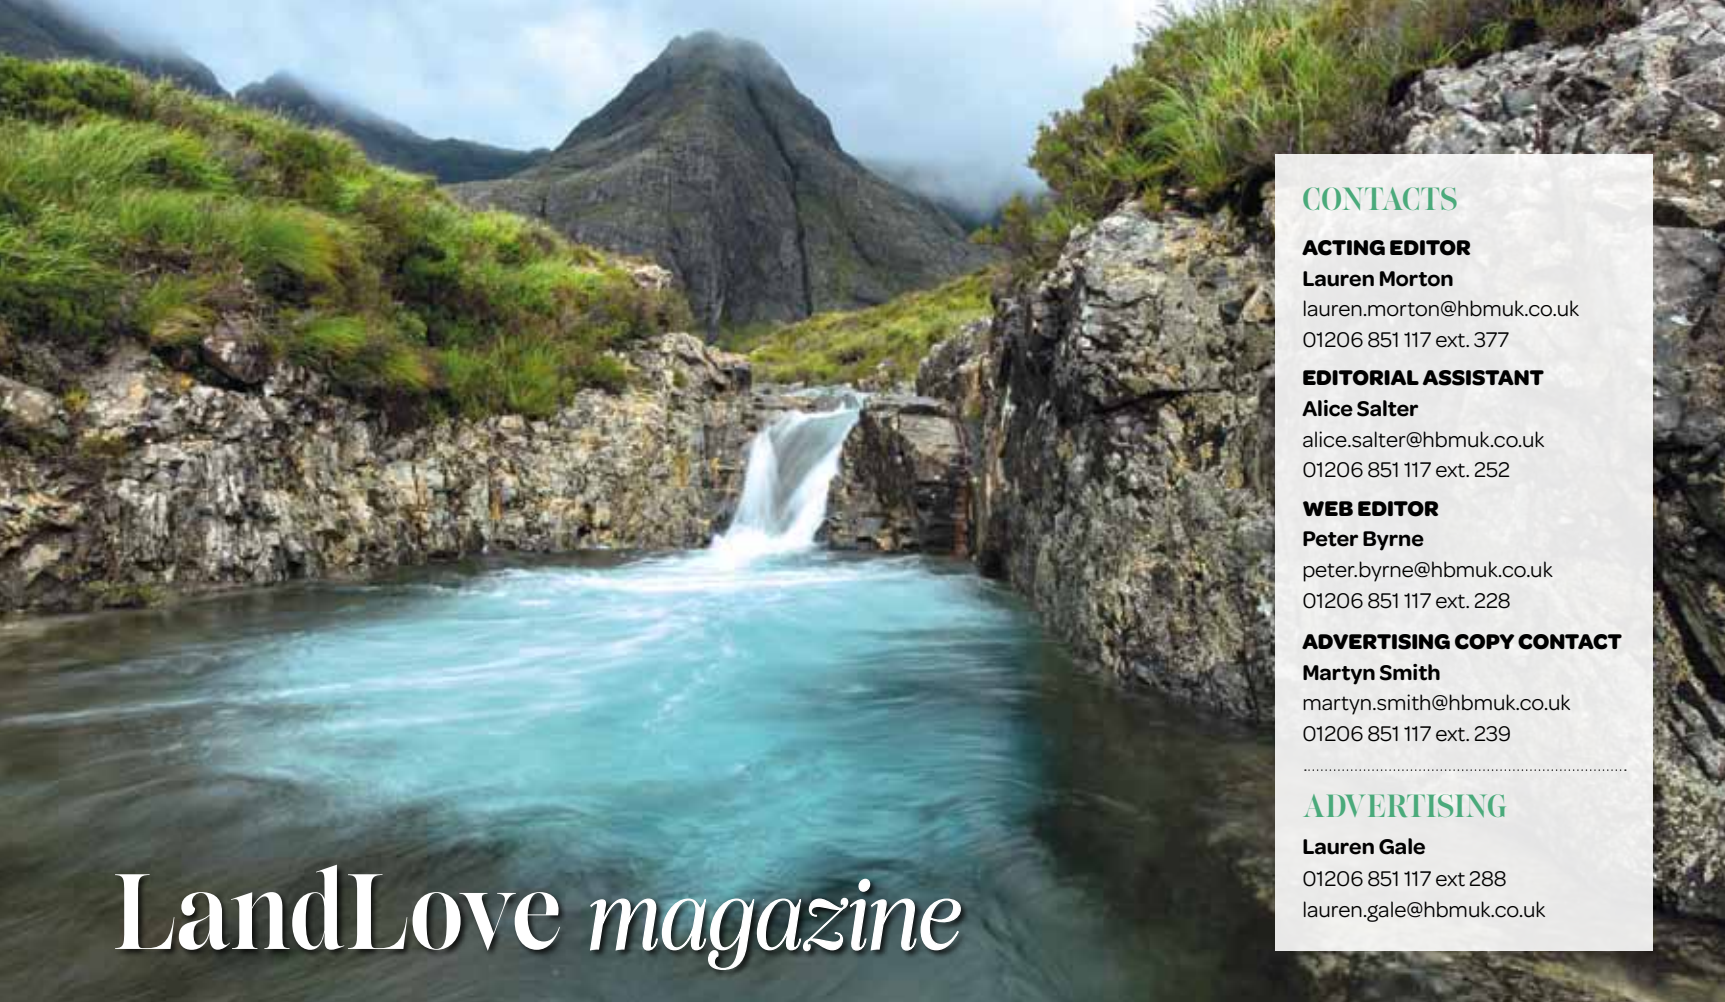 CONTACTS
ACTING EDITOR
Lauren Morton
lauren.morton@hbmuk.co.uk
01206 851 117 ext. 377
EDITORIAL ASSISTANT
Alice Salter
alice.salter@hbmuk.co.uk
01206 851 117 ext. 252
WEB EDITOR
Peter Byrne
peter.byrne@hbmuk.co.uk
01206 851 117 ext. 228
ADVERTISING COPY CONTACT
Martyn Smith
martyn.smith@hbmuk.co.uk
01206 851 117 ext. 239
ADVERTISING
Lauren Gale
01206 851 117 ext 288
lauren.gale@hbmuk.co.uk
LandLove magazine